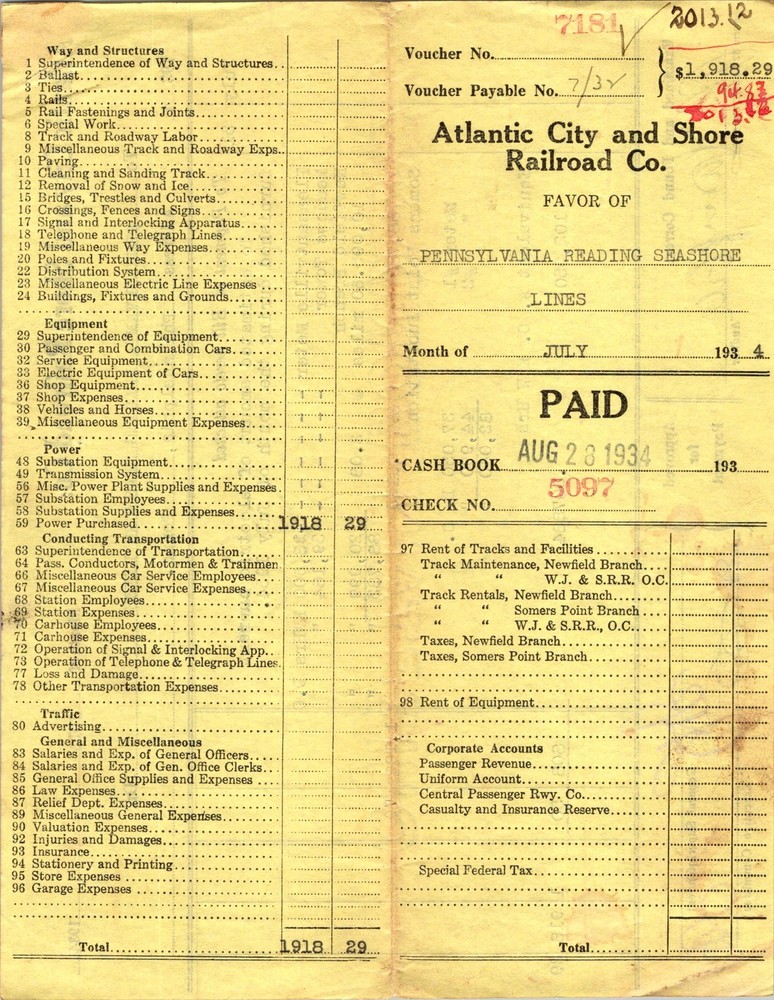 Way and Structures
1 Superintendence of Way and Structures..
2 Ballast
3 Ties
4 Rails
5 Rail Fastenings and Joints
6 Special Work
8 Track and Roadway Labor
9 Miscellaneous Track and Roadway Exps..
10 Paving
11 Cleaning and Sanding Track
12 Removal of Snow and Ice
15 Bridges, Trestles and Culverts
16 Crossings, Fences and Signs
17 Signal and Interlocking Apparatus
18 Telephone and Telegraph Lines
19 Miscellaneous Way Expenses
20 Poles and Fixtures
22 Distribution System
23 Miscellaneous Electric Line Expenses
24 Buildings, Fixtures and Grounds
Equipment
29 Superintendence of Equipment
30 Passenger and Combination Cars
32 Service Equipment
33 Electric Equipment of Cars
36 Shop Equipment
37 Shop Expenses
38 Vehicles and Horses
39 Miscellaneous Equipment Expenses
Power
48 Substation Equipment
49 Transmission System
56 Misc. Power Plant Supplies and Expenses
57 Substation Employees
58 Substation Supplies and Expenses
59 Power Purchased 1918 29
Conducting Transportation
63 Superintendence of Transportation
64 Pass. Conductors, Motormen & Trainmen
66 Miscellaneous Car Service Employees
67 Miscellaneous Car Service Expenses
68 Station Employees
69 Station Expenses
70 Carhouse Employees
71 Carhouse Expenses
72 Operation of Signal & Interlocking App..
73 Operation of Telephone & Telegraph Lines
77 Loss and Damage
78 Other Transportation Expenses
Traffic
80 Advertising
General and Miscellaneous
83 Salaries and Exp. of General Officers
84 Salaries and Exp. of Gen. Office Clerks
85 General Office Supplies and Expenses
86 Law Expenses
87 Relief Dept. Expenses
89 Miscellaneous General Expenses
90 Valuation Expenses
92 Injuries and Damages
93 Insurance
94 Stationery and Printing
95 Store Expenses
96 Garage Expenses
Total 1918 29
7181 2013.12
Voucher No.
$1,918.29
Voucher Payable No. 7/32
94.83
2013.12
Atlantic City and Shore
Railroad Co.
FAVOR OF
PENNSYLVANIA READING SEASHORE
LINES
Month of JULY 193 4
PAID
CASH BOOK AUG 28 1934 193
5097
CHECK NO.
97 Rent of Tracks and Facilities
Track Maintenance, Newfield Branch
" " W.J. & S.R.R. O.C.
Track Rentals, Newfield Branch
" " Somers Point Branch
" " W.J. & S.R.R., O.C.
Taxes, Newfield Branch
Taxes, Somers Point Branch
98 Rent of Equipment
Corporate Accounts
Passenger Revenue
Uniform Account
Central Passenger Rwy. Co.
Casualty and Insurance Reserve
Special Federal Tax
Total